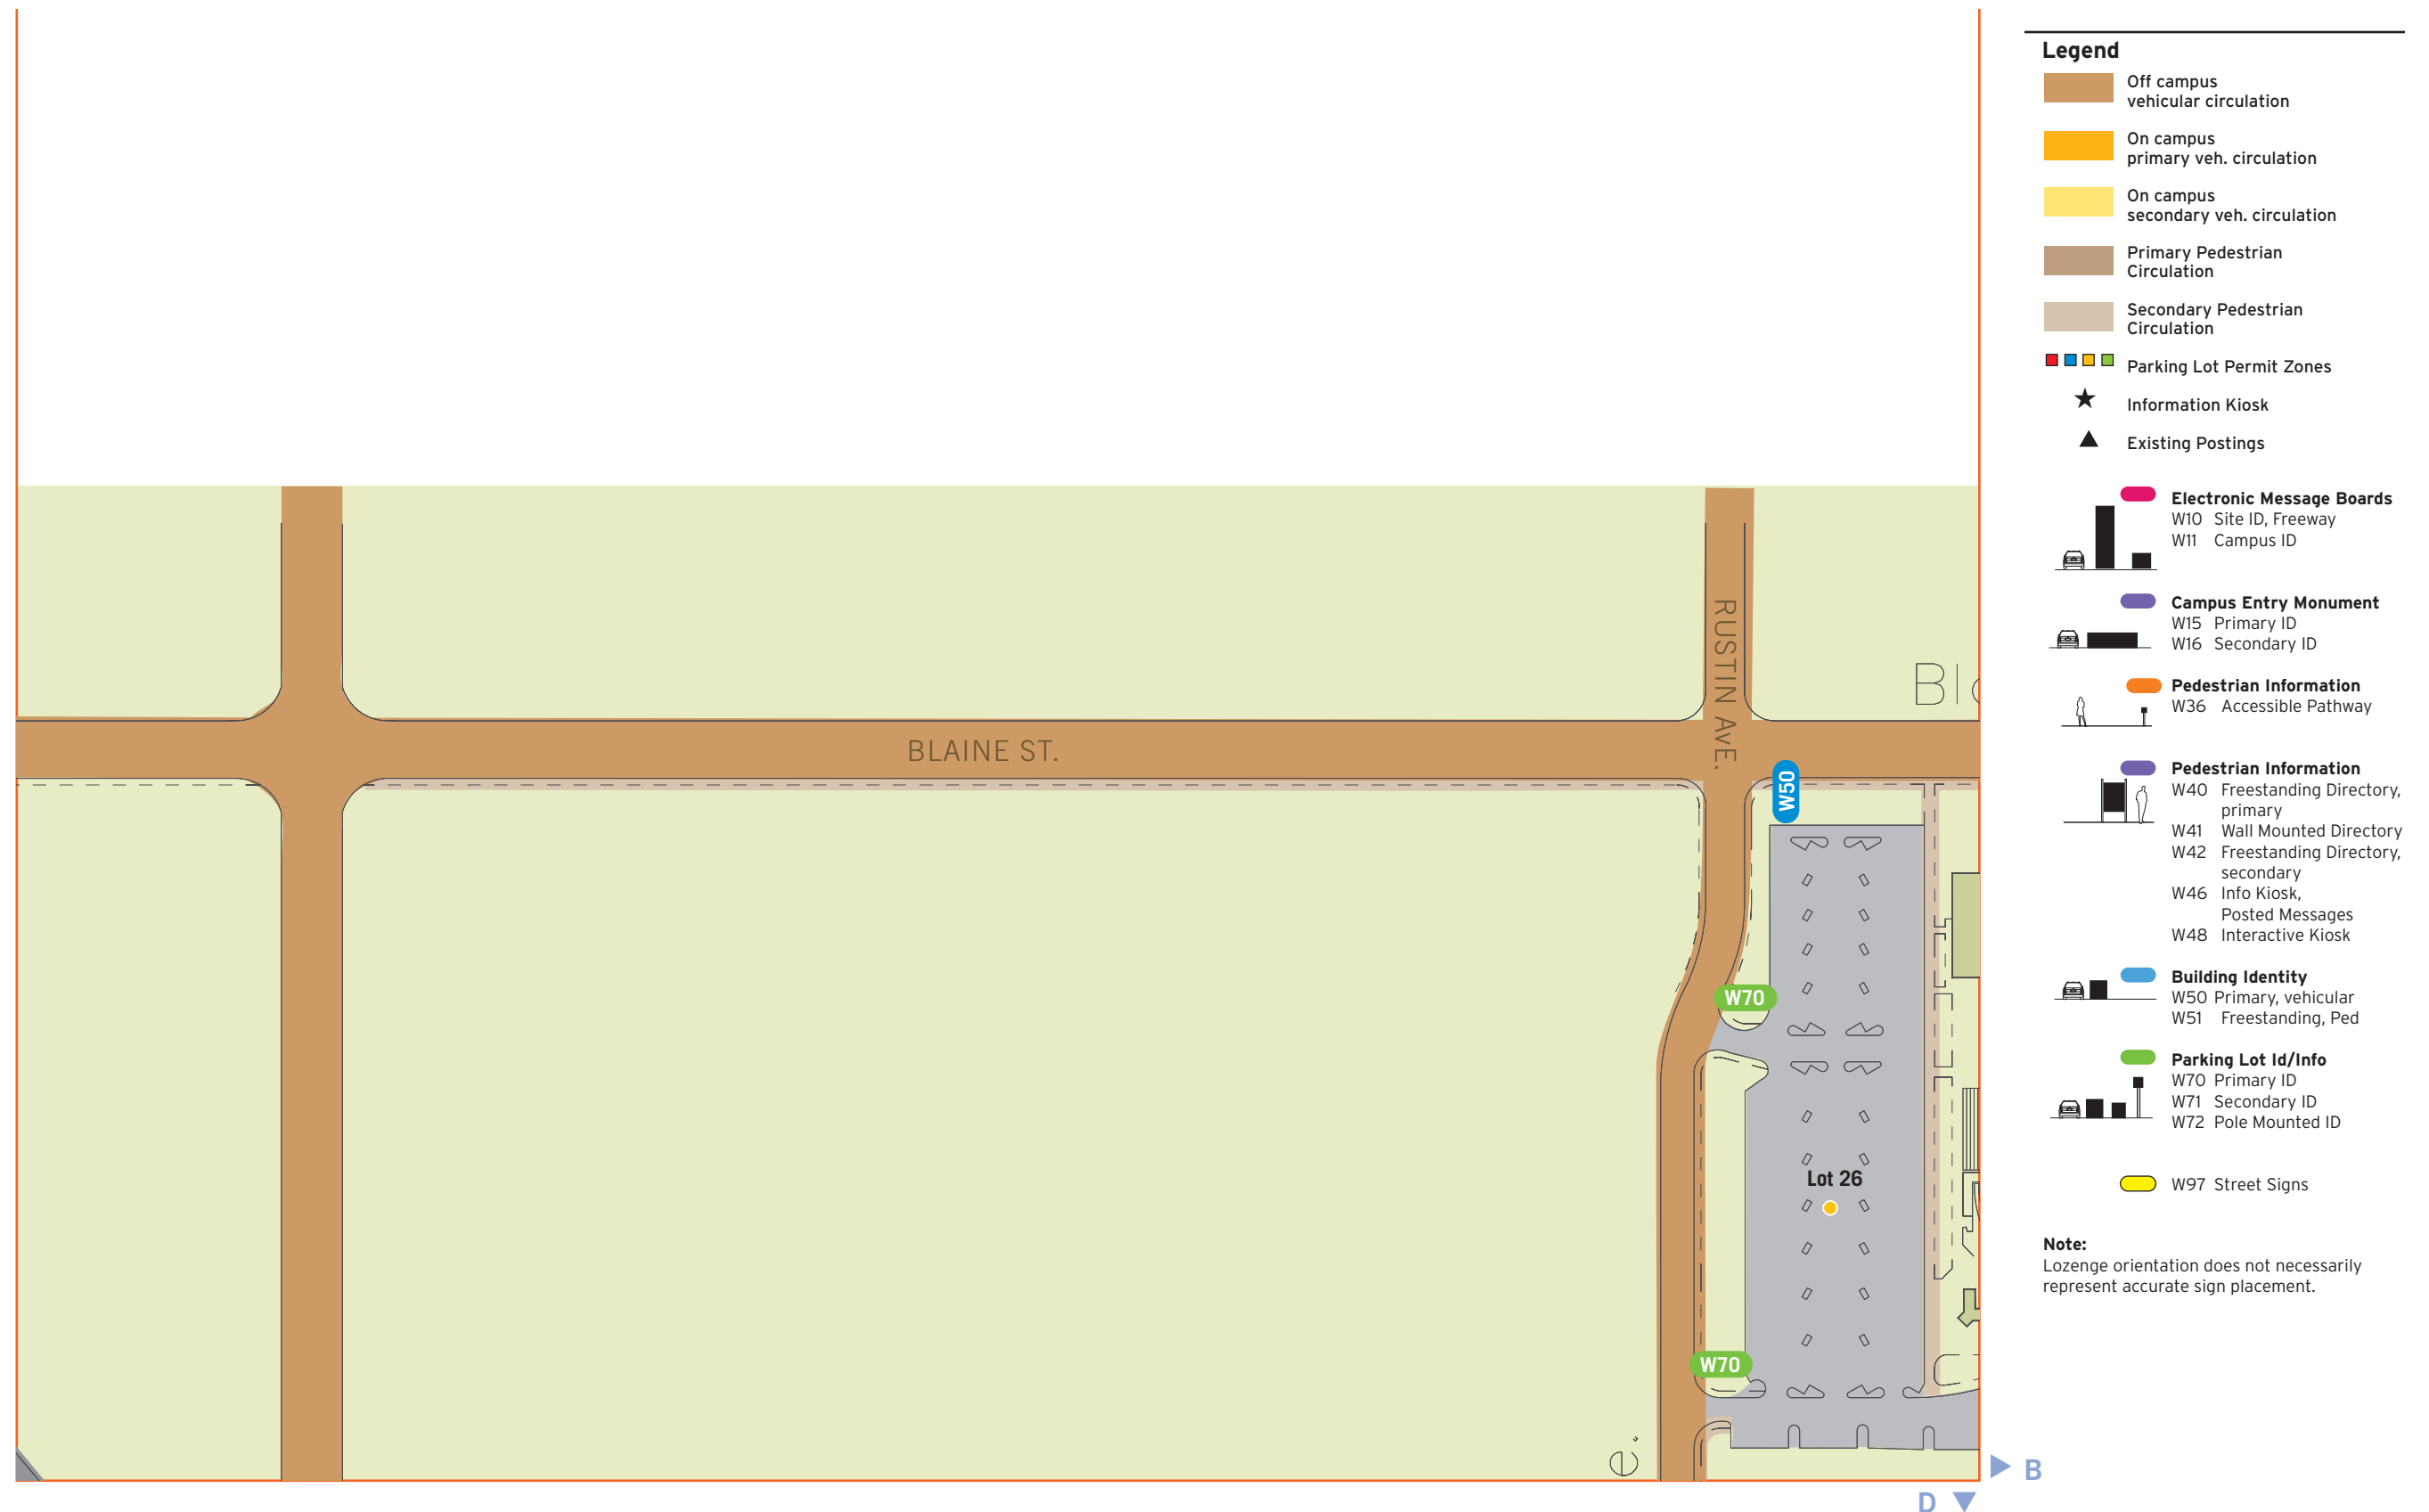 RUSTIN AVE.
BLAINE ST.
W50
W70
Lot 26
W70
B
D
Legend
Off campus
vehicular circulation
On campus
primary veh. circulation
On campus
secondary veh. circulation
Primary Pedestrian
Circulation
Secondary Pedestrian
Circulation
Parking Lot Permit Zones
Information Kiosk
Existing Postings
Electronic Message Boards
W10 Site ID, Freeway
W11 Campus ID
Campus Entry Monument
W15 Primary ID
W16 Secondary ID
Pedestrian Information
W36 Accessible Pathway
Pedestrian Information
W40 Freestanding Directory,
primary
W41 Wall Mounted Directory
W42 Freestanding Directory,
secondary
W46 Info Kiosk,
Posted Messages
W48 Interactive Kiosk
Building Identity
W50 Primary, vehicular
W51 Freestanding, Ped
Parking Lot Id/Info
W70 Primary ID
W71 Secondary ID
W72 Pole Mounted ID
W97 Street Signs
Note:
Lozenge orientation does not necessarily
represent accurate sign placement.